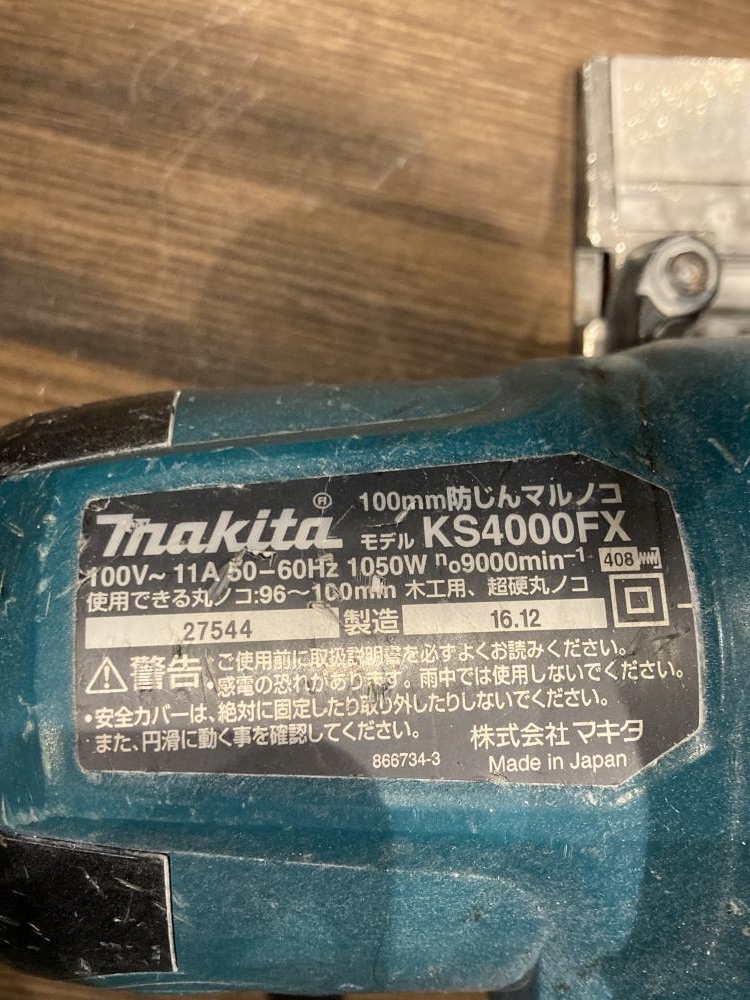 makita ® 100mm防じんマルノコ
モデル KS4000FX
100V~ 11A 50-60Hz 1050W n₀9000min⁻¹ 408
使用できる丸ノコ:96~100mm 木工用、超硬丸ノコ
27544 製造 16.12
警告 ・ご使用前に取扱説明書を必ずよくお読みください。
・感電の恐れがあります。雨中では使用しないでください。
・安全カバーは、絶対に固定したり取り外したりしないでください。
また、円滑に動く事を確認してください。
株式会社マキタ
866734-3 Made in Japan